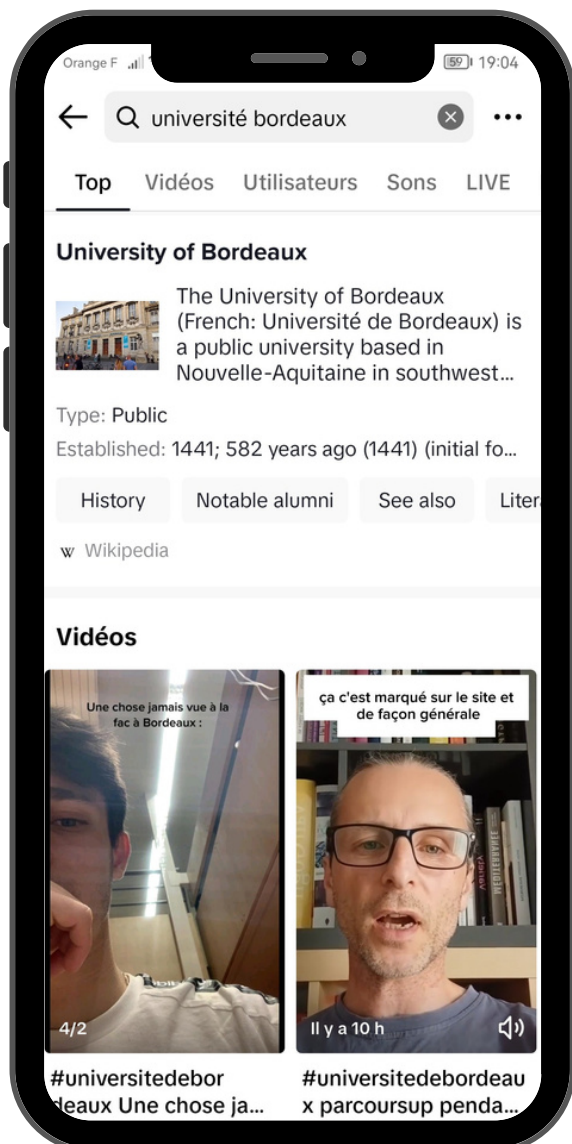 Orange F
59 19:04
université bordeaux
Top Vidéos Utilisateurs Sons LIVE
University of Bordeaux
The University of Bordeaux
(French: Université de Bordeaux) is
a public university based in
Nouvelle-Aquitaine in southwest...
Type: Public
Established: 1441; 582 years ago (1441) (initial fo...
History Notable alumni See also Liter
W Wikipedia
Vidéos
Une chose jamais vue à la
fac à Bordeaux :
4/2
ça c'est marqué sur le site et
de façon générale
MEDITERRANEE
Il y a 10 h
#universitedebor
deaux Une chose ja...
#universitedebordeau
x parcoursup penda...